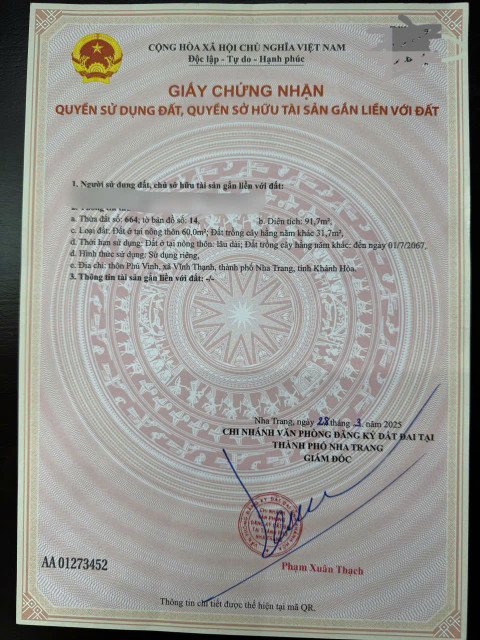 CỘNG HÒA XÃ HỘI CHỦ NGHĨA VIỆT NAM
Độc lập - Tự do - Hạnh phúc
GIẤY CHỨNG NHẬN
QUYỀN SỬ DỤNG ĐẤT, QUYỀN SỞ HỮU TÀI SẢN GẮN LIỀN VỚI ĐẤT
1. Người sử dụng đất, chủ sở hữu tài sản gắn liền với đất:
a. Thửa đất số: 664; tờ bản đồ số: 14, b. Diện tích: 91,7m².
c. Loại đất: Đất ở tại nông thôn 60,0m²; Đất trồng cây hàng năm khác 31,7m².
d. Thời hạn sử dụng: Đất ở tại nông thôn: lâu dài; Đất trồng cây hàng năm khác: đến ngày 01/7/2067.
đ. Hình thức sử dụng: Sử dụng riêng,
e. Địa chỉ: thôn Phú Vinh, xã Vĩnh Thạnh, thành phố Nha Trang, tỉnh Khánh Hòa.
3. Thông tin tài sản gắn liền với đất: -/-
Nha Trang, ngày 28 tháng 3. năm 2025
CHI NHÁNH VĂN PHÒNG ĐĂNG KÝ ĐẤT ĐAI TẠI
THÀNH PHỐ NHA TRANG
GIÁM ĐỐC
Phạm Xuân Thạch
AA 01273452
Thông tin chi tiết được thể hiện tại mã QR.